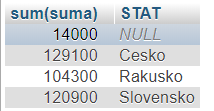 sum(suma) STAT
14000 NULL
129100 Cesko
104300 Rakusko
120900 Slovensko